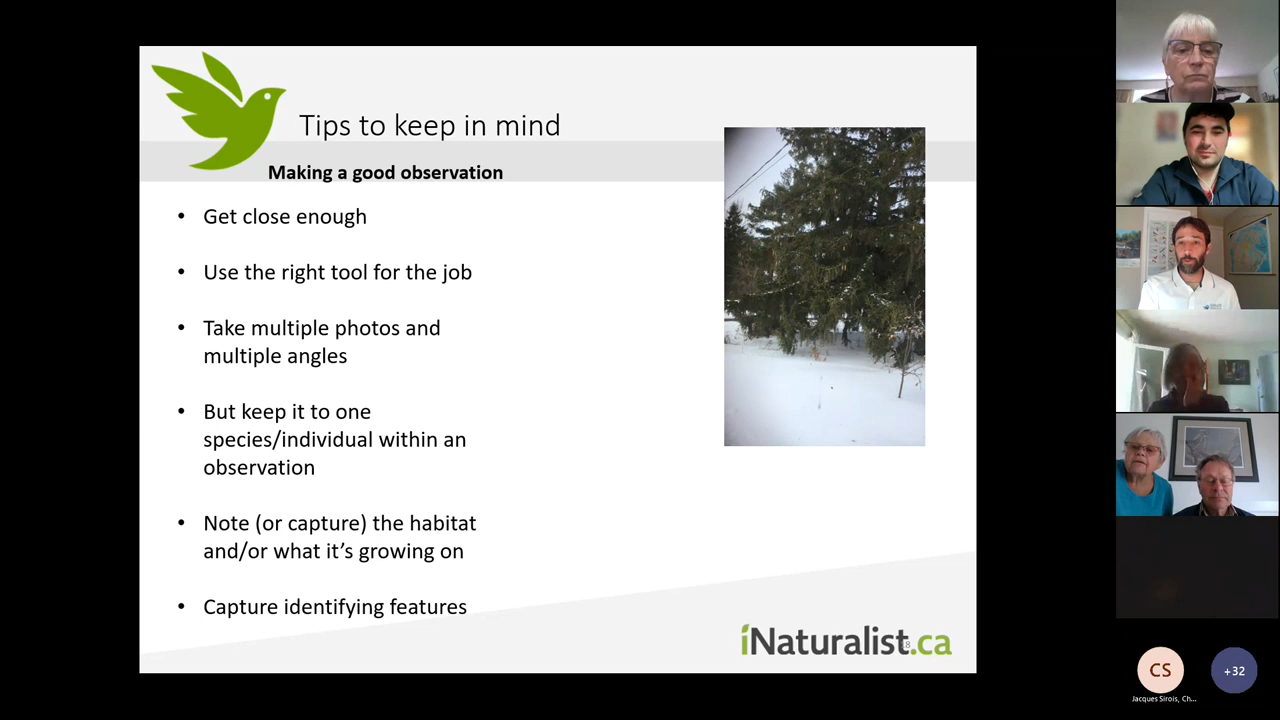 Tips to keep in mind
Making a good observation
• Get close enough
• Use the right tool for the job
• Take multiple photos and
multiple angles
• But keep it to one
species/individual within an
observation
• Note (or capture) the habitat
and/or what it’s growing on
• Capture identifying features
iNaturalist.ca
CS
+32
Jacques Sirois, Ch...